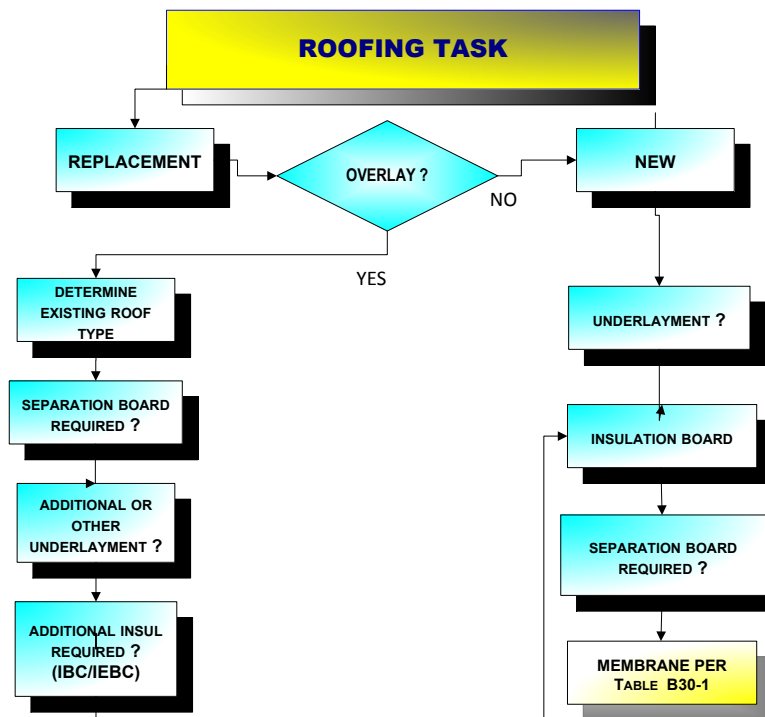 ROOFING TASK
REPLACEMENT
OVERLAY ?
NEW
NO
YES
DETERMINE
EXISTING ROOF
TYPE
UNDERLAYMENT ?
SEPARATION BOARD
REQUIRED ?
INSULATION BOARD
ADDITIONAL OR
OTHER
UNDERLAYMENT ?
SEPARATION BOARD
REQUIRED ?
ADDITIONAL INSUL
REQUIRED ?
(IBC/IEBC)
MEMBRANE PER
TABLE B30-1